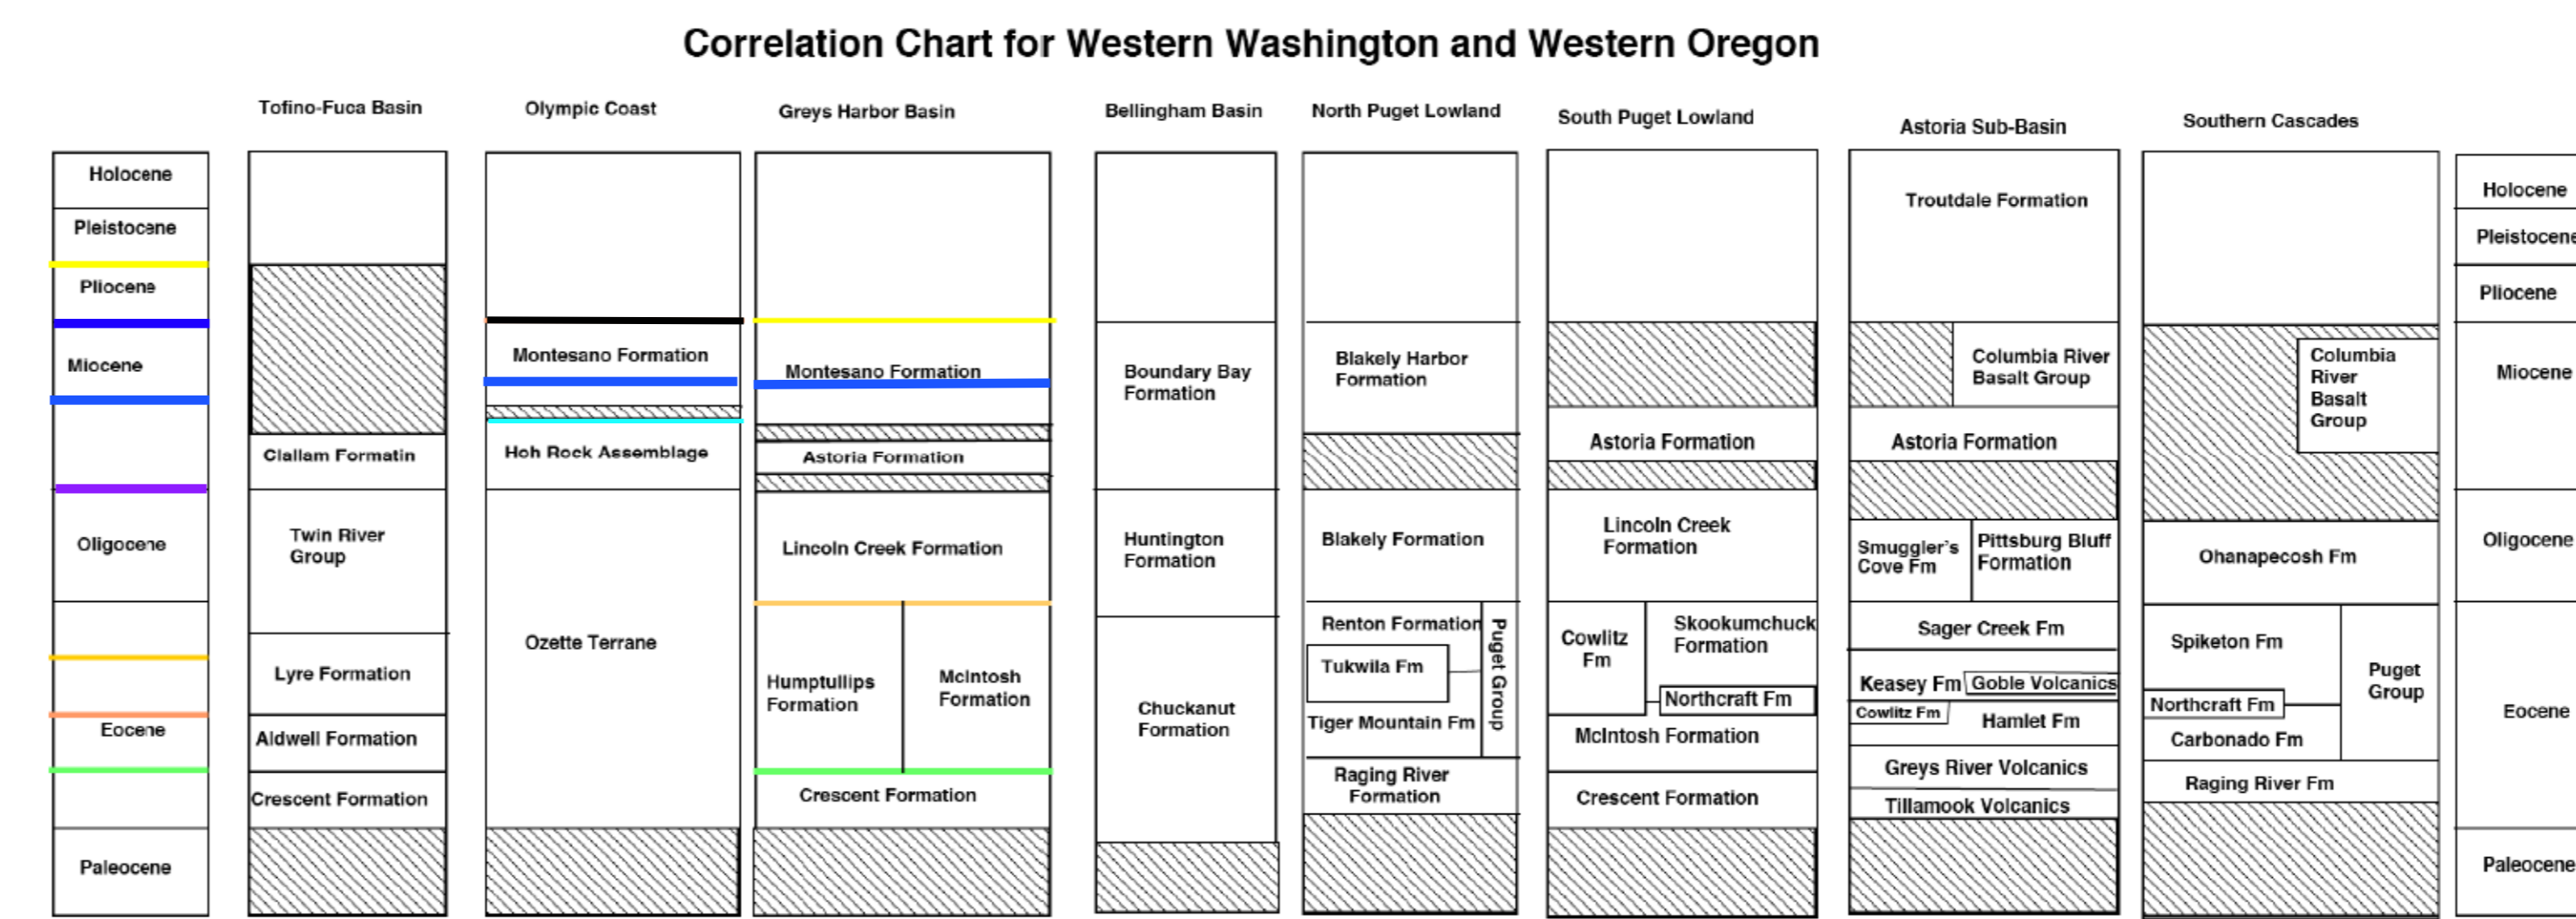 Correlation Chart for Western Washington and Western Oregon
Tofino-Fuca Basin
Olympic Coast
Greys Harbor Basin
Bellingham Basin
North Puget Lowland
South Puget Lowland
Astoria Sub-Basin
Southern Cascades
Holocene
Pleistocene
Pliocene
Miocene
Oligocene
Eocene
Paleocene
Clallam Formatin
Twin River
Group
Lyre Formation
Aldwell Formation
Crescent Formation
Montesano Formation
Hoh Rock Assemblage
Ozette Terrane
Montesano Formation
Astoria Formation
Lincoln Creek Formation
Humptullips
Formation
McIntosh
Formation
Crescent Formation
Boundary Bay
Formation
Huntington
Formation
Chuckanut
Formation
Blakely Harbor
Formation
Blakely Formation
Renton Formation
Tukwila Fm
Tiger Mountain Fm
Puget Group
Raging River
Formation
Astoria Formation
Lincoln Creek
Formation
Cowlitz
Fm
Skookumchuck
Formation
Northcraft Fm
McIntosh Formation
Crescent Formation
Troutdale Formation
Columbia River
Basalt Group
Astoria Formation
Smuggler's
Cove Fm
Pittsburg Bluff
Formation
Sager Creek Fm
Keasey Fm
Goble Volcanics
Cowlitz Fm
Hamlet Fm
Greys River Volcanics
Tillamook Volcanics
Columbia
River
Basalt
Group
Ohanapecosh Fm
Spiketon Fm
Northcraft Fm
Carbonado Fm
Puget
Group
Raging River Fm
Holocene
Pleistocene
Pliocene
Miocene
Oligocene
Eocene
Paleocene